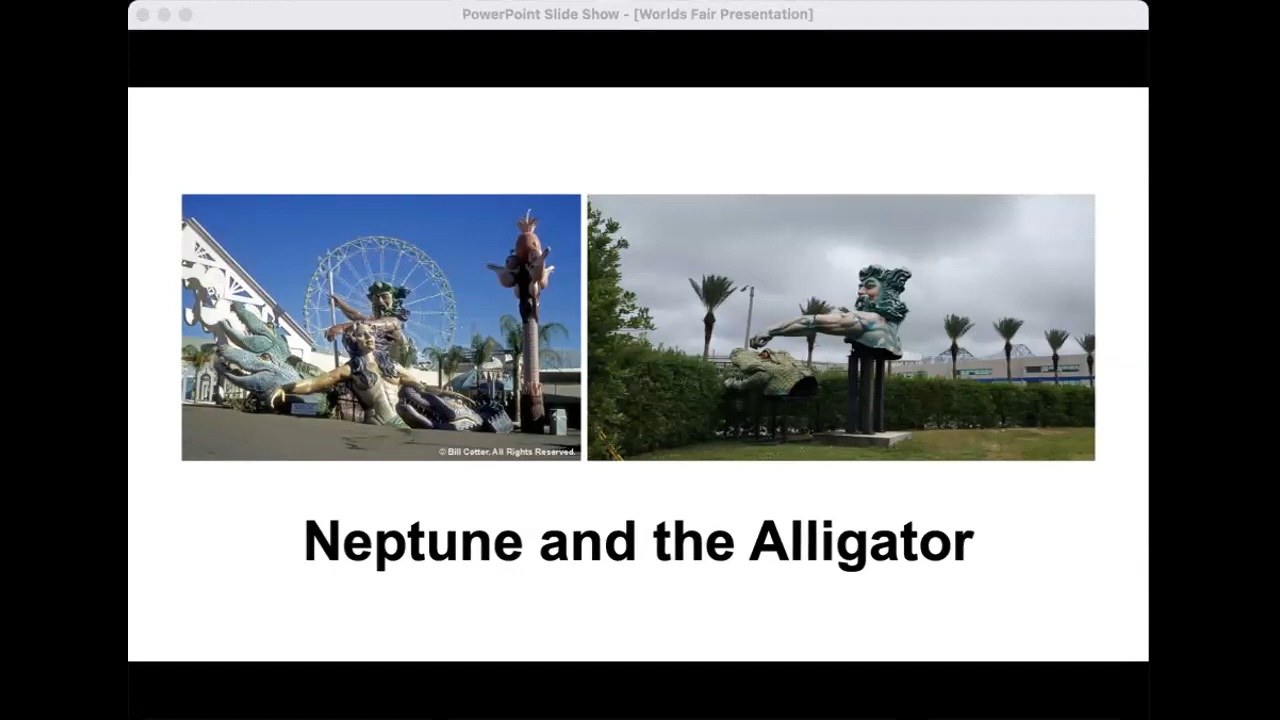 PowerPoint Slide Show - [Worlds Fair Presentation]
© Bill Cotter. All Rights Reserved.
Neptune and the Alligator